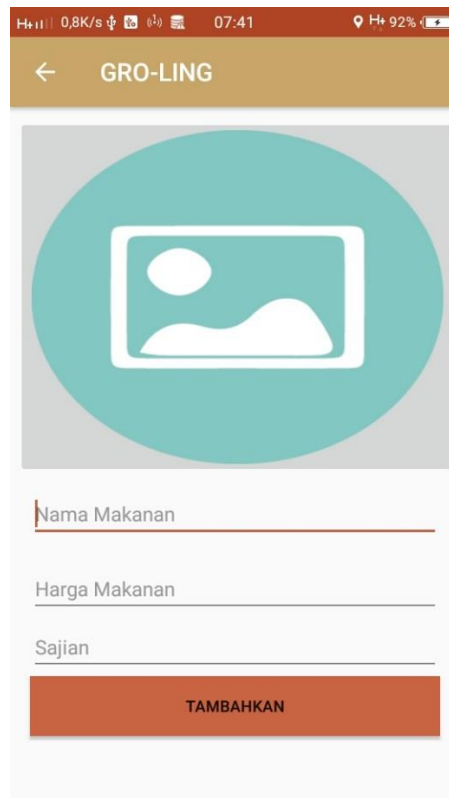 H+ 0,8K/s 07:41 H+ 92%
GRO-LING
Nama Makanan
Harga Makanan
Sajian
TAMBAHKAN